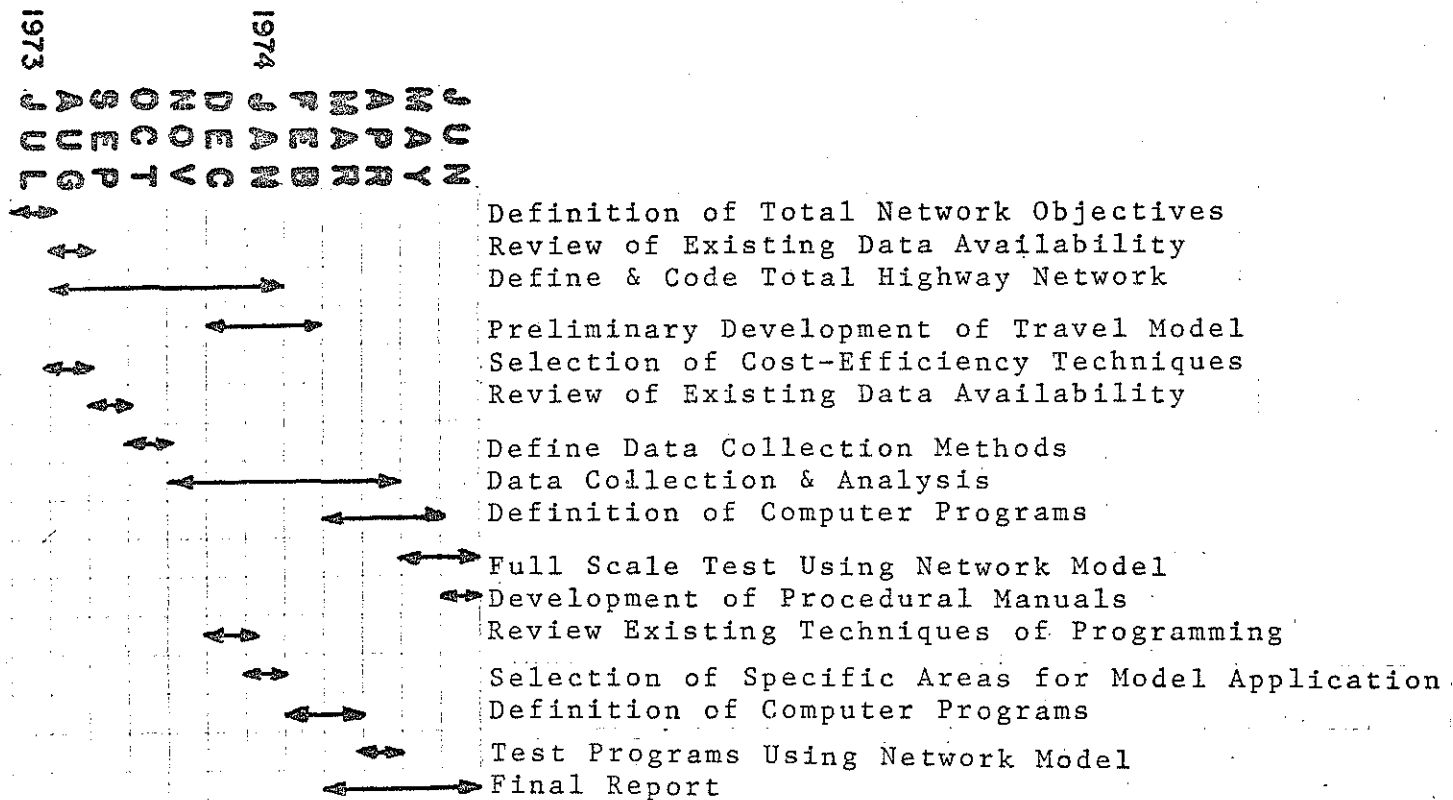 1973
1974
JUL
AUG
SEP
OCT
NOV
DEC
JAN
FEB
MAR
APR
MAY
JUN
Definition of Total Network Objectives
Review of Existing Data Availability
Define & Code Total Highway Network
Preliminary Development of Travel Model
Selection of Cost-Efficiency Techniques
Review of Existing Data Availability
Define Data Collection Methods
Data Collection & Analysis
Definition of Computer Programs
Full Scale Test Using Network Model
Development of Procedural Manuals
Review Existing Techniques of Programming
Selection of Specific Areas for Model Application
Definition of Computer Programs
Test Programs Using Network Model
Final Report